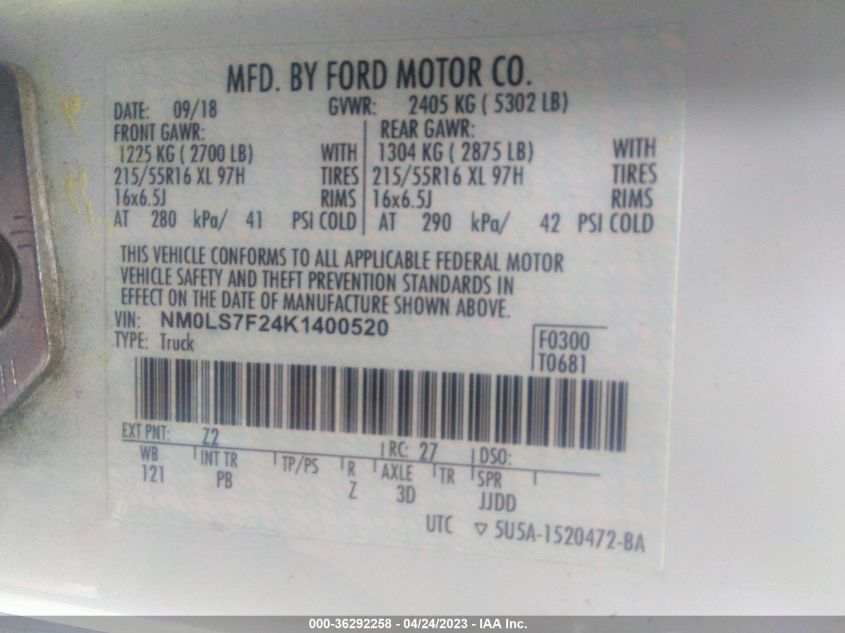 MFD. BY FORD MOTOR CO.
DATE: 09/18 GVWR: 2405 KG ( 5302 LB)
FRONT GAWR: REAR GAWR:
1225 KG ( 2700 LB) WITH 1304 KG ( 2875 LB) WITH
215/55R16 XL 97H TIRES 215/55R16 XL 97H TIRES
16x6.5J RIMS 16x6.5J RIMS
AT 280 kPa/ 41 PSI COLD AT 290 kPa/ 42 PSI COLD
THIS VEHICLE CONFORMS TO ALL APPLICABLE FEDERAL MOTOR
VEHICLE SAFETY AND THEFT PREVENTION STANDARDS IN
EFFECT ON THE DATE OF MANUFACTURE SHOWN ABOVE.
VIN: NM0LS7F24K1400520
TYPE: Truck
F0300
T0681
EXT PNT: Z2 RC: 27 DSO:
WB INT TR TP/PS R AXLE TR SPR
121 PB Z 3D JJDD
UTC ▽ 5U5A-1520472-BA
000-36292258 - 04/24/2023 - IAA Inc.